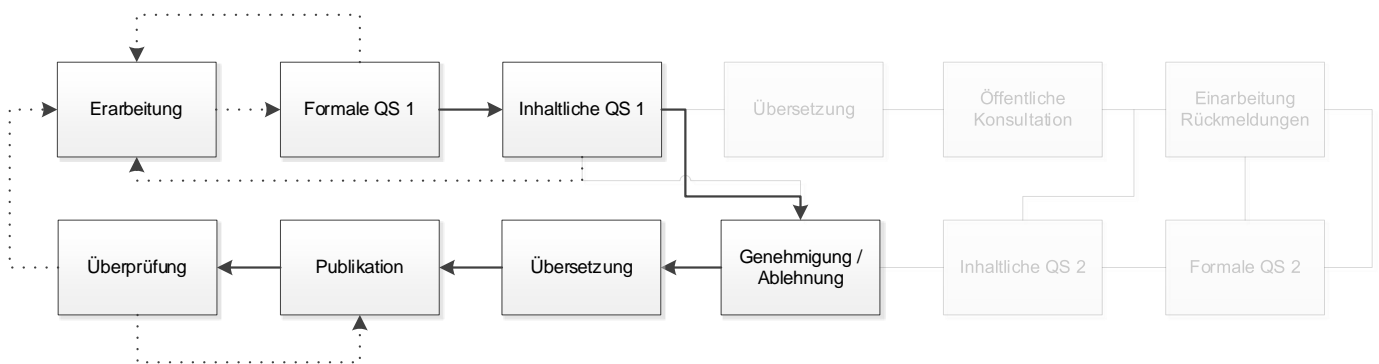 Erarbeitung
Formale QS 1
Inhaltliche QS 1
Übersetzung
Öffentliche
Konsultation
Einarbeitung
Rückmeldungen
Überprüfung
Publikation
Übersetzung
Genehmigung /
Ablehnung
Inhaltliche QS 2
Formale QS 2